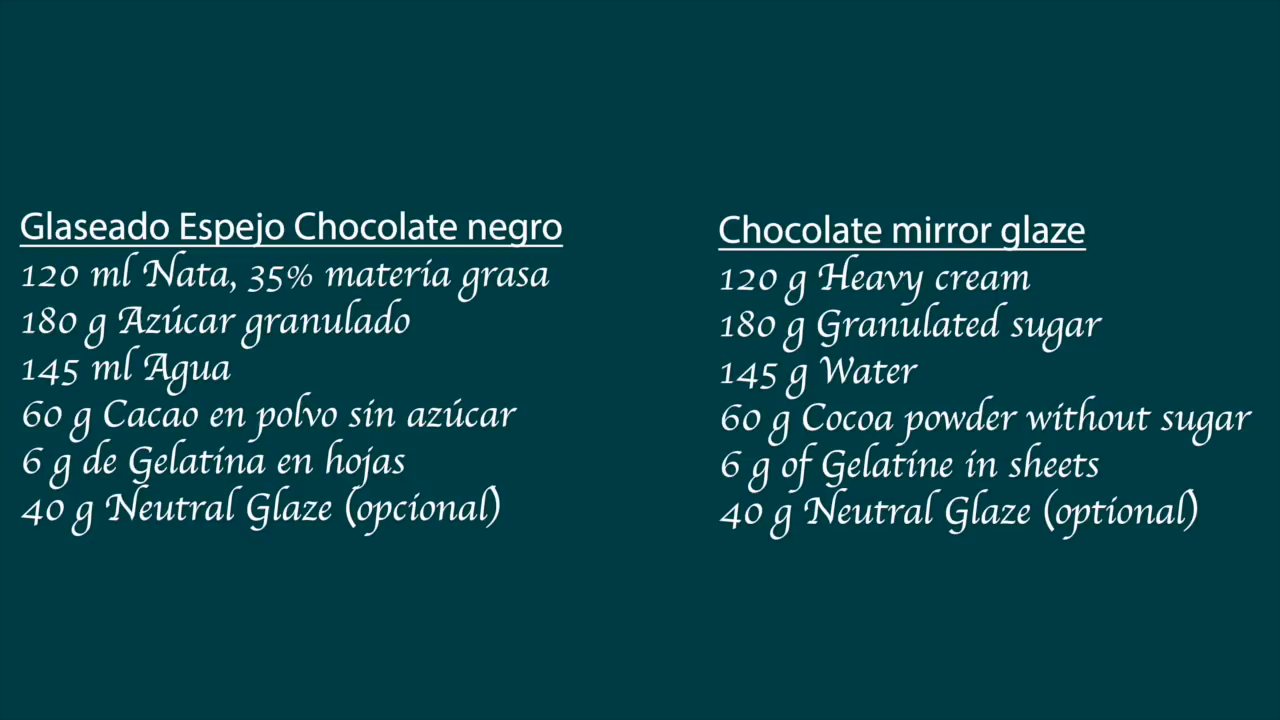 Glaseado Espejo Chocolate negro
120 ml Nata, 35% materia grasa
180 g Azúcar granulado
145 ml Agua
60 g Cacao en polvo sin azúcar
6 g de Gelatina en hojas
40 g Neutral Glaze (opcional)
Chocolate mirror glaze
120 g Heavy cream
180 g Granulated sugar
145 g Water
60 g Cocoa powder without sugar
6 g of Gelatine in sheets
40 g Neutral Glaze (optional)